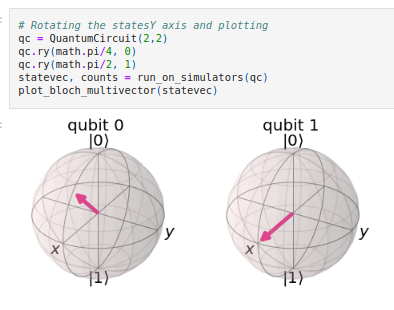 # Rotating the statesY axis and plotting
qc = QuantumCircuit(2,2)
qc.ry(math.pi/4, 0)
qc.ry(math.pi/2, 1)
statevec, counts = run_on_simulators(qc)
plot_bloch_multivector(statevec)
qubit 0
|0⟩
x
y
|1⟩
qubit 1
|0⟩
x
y
|1⟩